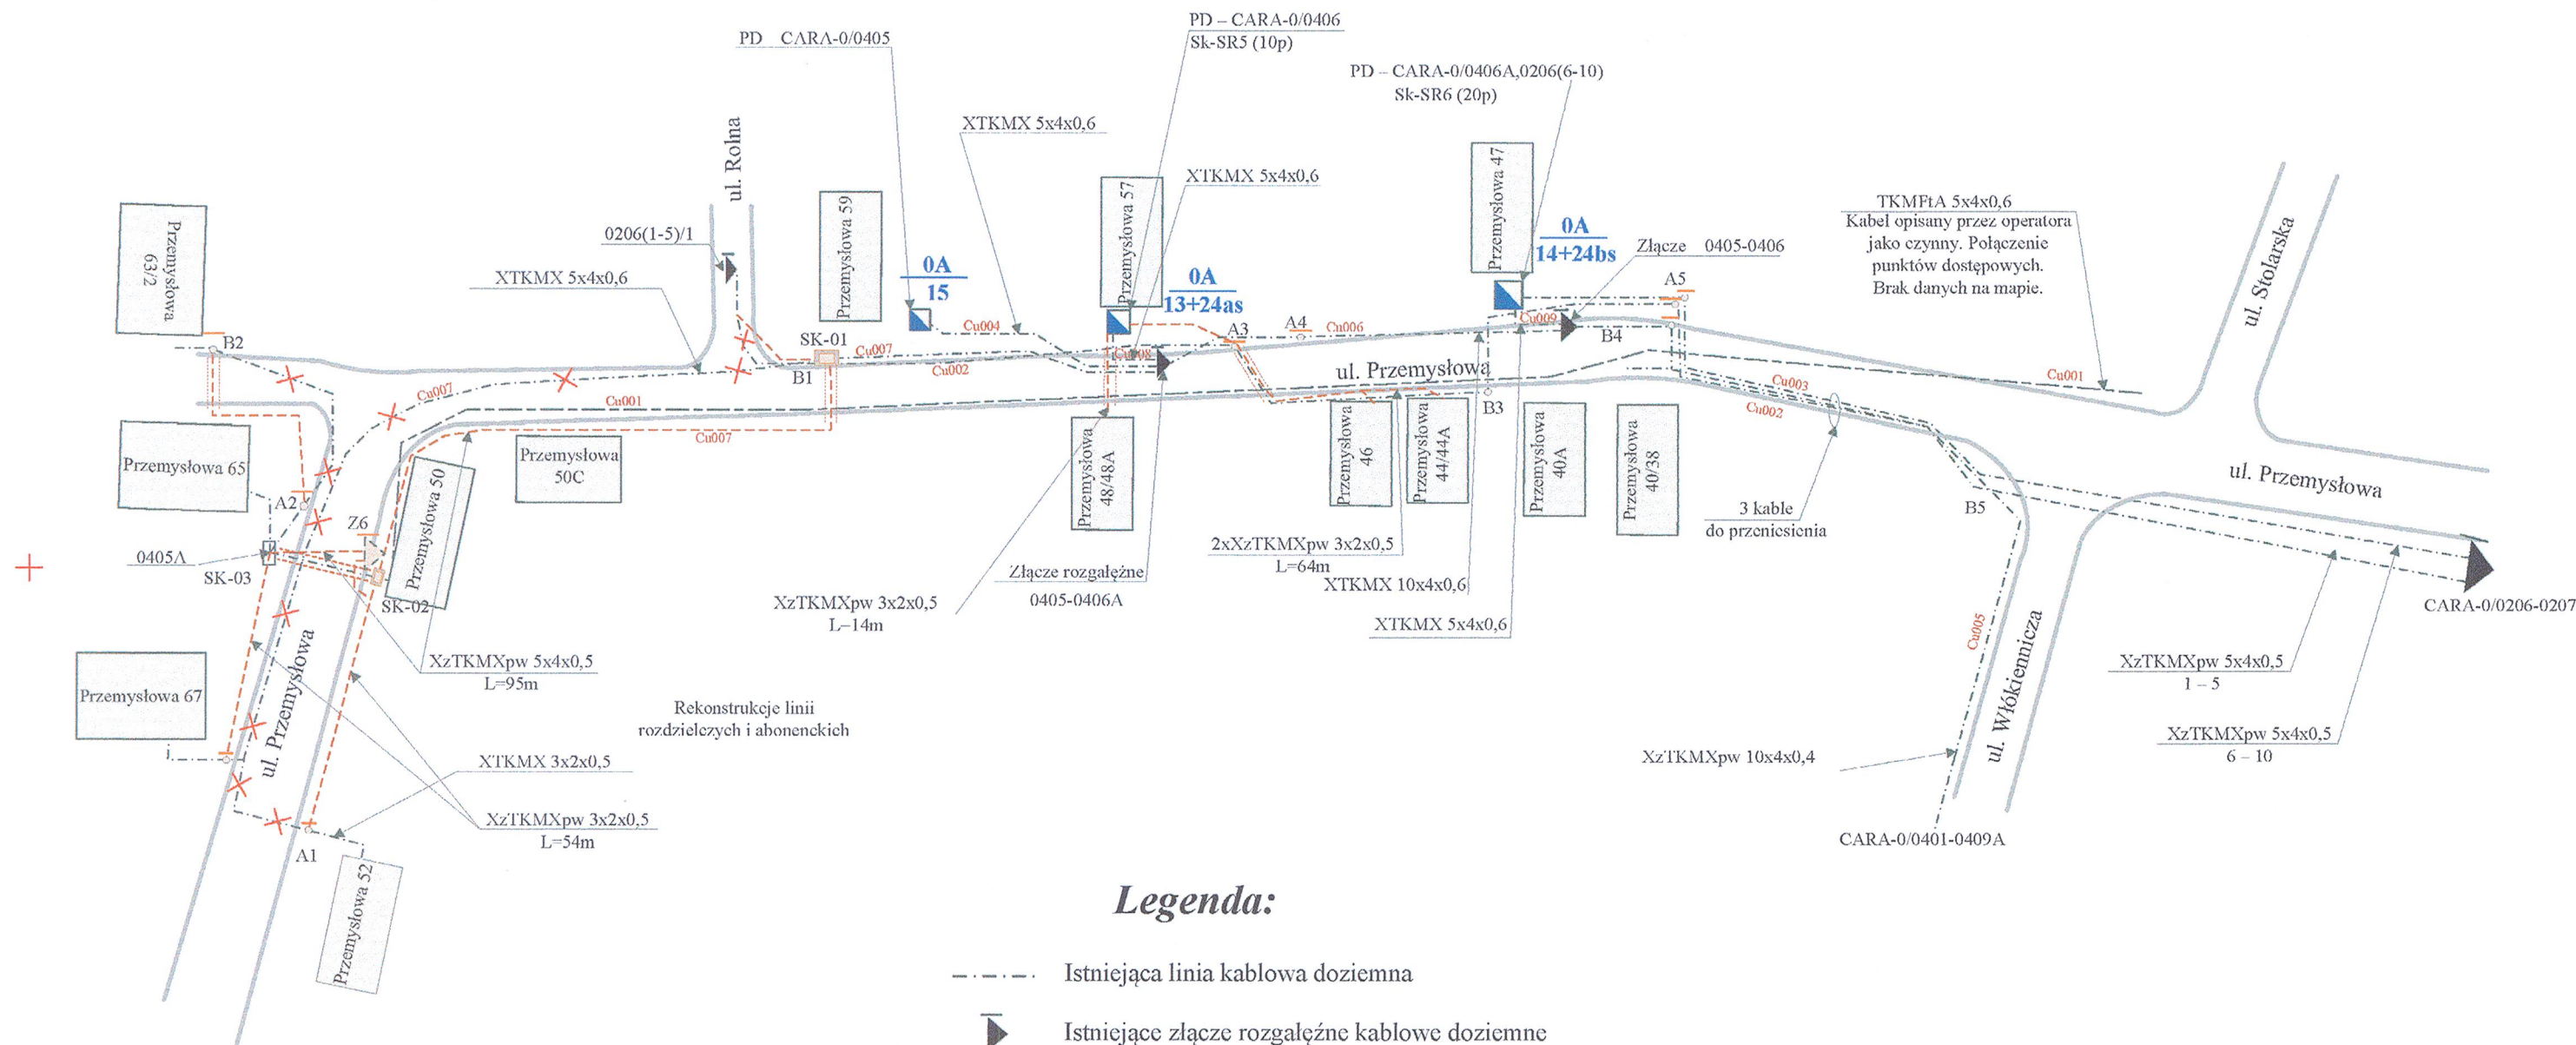 PD – CARA-0/0406
Sk-SR5 (10p)
PD CARA-0/0405
PD – CARA-0/0406A,0206(6-10)
Sk-SR6 (20p)
XTKMX 5x4x0,6
ul. Rolna
XTKMX 5x4x0,6
Przemysłowa 47
Przemysłowa 57
Przemysłowa 59
Przemysłowa
63/2
TKMFtA 5x4x0,6
Kabel opisany przez operatora
jako czynny. Połączenie
punktów dostępowych.
Brak danych na mapie.
ul. Stolarska
0206(1-5)/1
XTKMX 5x4x0,6
0A
15
0A
13+24as
0A
14+24bs
Złącze 0405-0406
A5
Cu004
A3
A4
Cu006
Cu009
B4
B2
SK-01
Cu007
B1
Cu002
Cu008
ul. Przemysłowa
Cu001
Cu003
Cu002
Cu007
Cu001
Cu007
B3
Przemysłowa 65
Przemysłowa
50C
Przemysłowa 50
Przemysłowa
48/48A
Przemysłowa
46
Przemysłowa
44/44A
Przemysłowa
40A
Przemysłowa
40/38
ul. Przemysłowa
A2
Z6
B5
3 kable
do przeniesienia
0405A
SK-03
SK-02
2xXzTKMXpw 3x2x0,5
L=64m
Złącze rozgałęźne
0405-0406A
XTKMX 10x4x0,6
XzTKMXpw 3x2x0,5
L=14m
XTKMX 5x4x0,6
CARA-0/0206-0207
Cu005
ul. Włókiennicza
Przemysłowa 67
ul. Przemysłowa
XzTKMXpw 5x4x0,5
L=95m
XzTKMXpw 5x4x0,5
1 – 5
Rekonstrukcje linii
rozdzielczych i abonenckich
XzTKMXpw 5x4x0,5
6 – 10
XTKMX 3x2x0,5
XzTKMXpw 10x4x0,4
XzTKMXpw 3x2x0,5
L=54m
A1
CARA-0/0401-0409A
Przemysłowa 52
Legenda:
Istniejąca linia kablowa doziemna
Istniejące złącze rozgałęźne kablowe doziemne